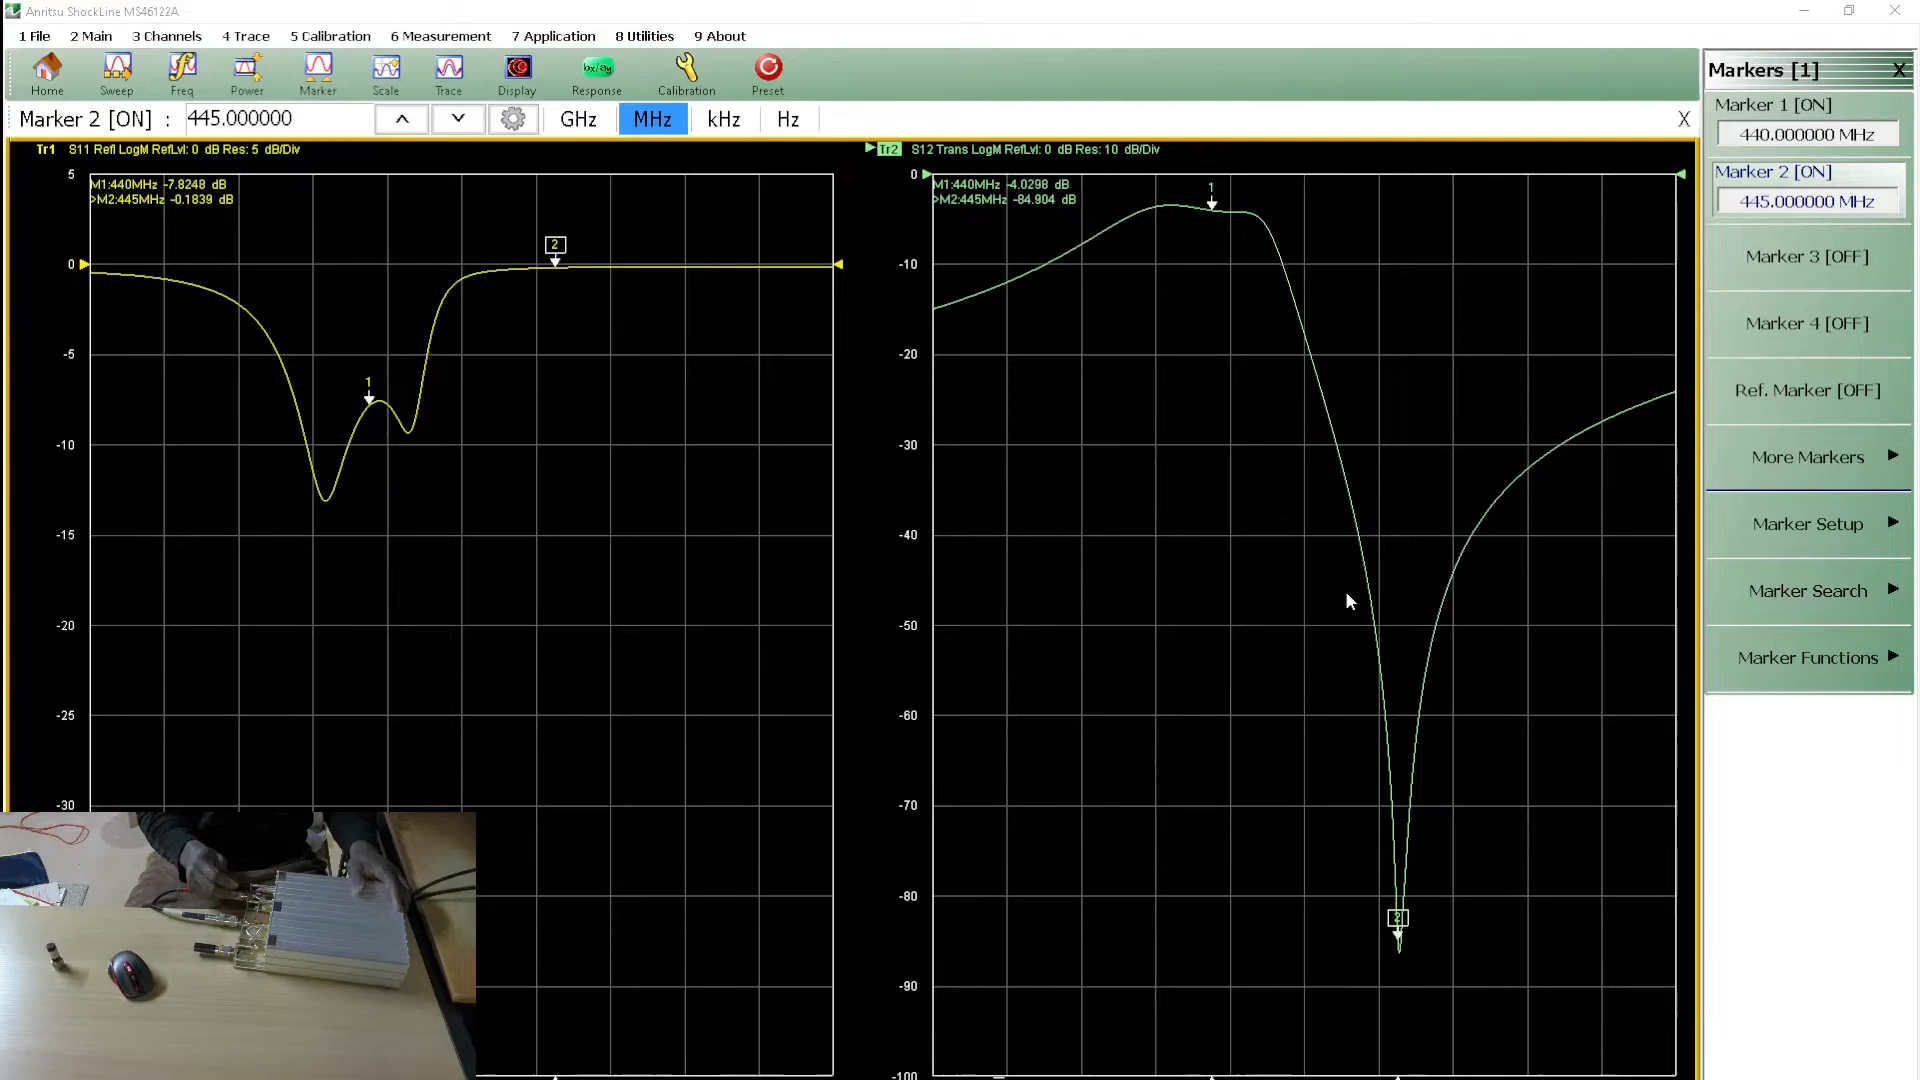 Anritsu ShockLine MS46122A
1 File 2 Main 3 Channels 4 Trace 5 Calibration 6 Measurement 7 Application 8 Utilities 9 About
Home Sweep Freq Power Marker Scale Trace Display Response Calibration Preset
Marker 2 [ON] : 445.000000 GHz MHz kHz Hz X
Tr1 S11 Refl LogM RefLvl: 0 dB Res: 5 dB/Div
M1:440MHz -7.8248 dB
>M2:445MHz -0.1839 dB
5
0
-5
-10
-15
-20
-25
-30
1
2
Tr2 S12 Trans LogM RefLvl: 0 dB Res: 10 dB/Div
M1:440MHz -4.0298 dB
>M2:445MHz -84.904 dB
0
-10
-20
-30
-40
-50
-60
-70
-80
-90
-100
1
2
Markers [1] X
Marker 1 [ON]
440.000000 MHz
Marker 2 [ON]
445.000000 MHz
Marker 3 [OFF]
Marker 4 [OFF]
Ref. Marker [OFF]
More Markers
Marker Setup
Marker Search
Marker Functions